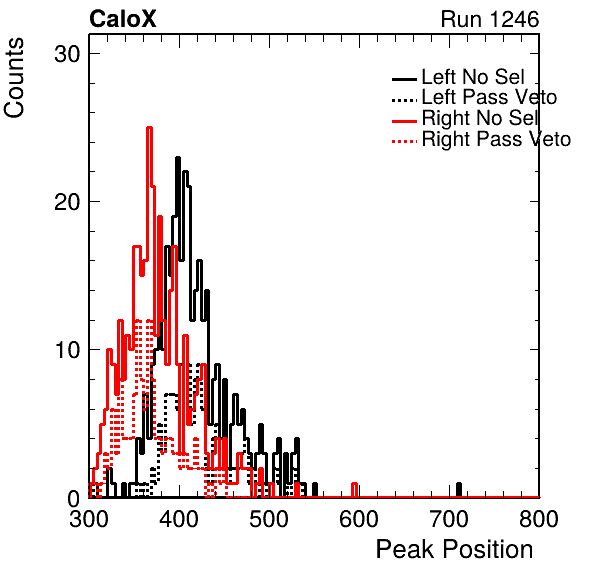 CaloX Run 1246
Counts
30
20
10
0
Left No Sel
Left Pass Veto
Right No Sel
Right Pass Veto
300 400 500 600 700 800
Peak Position